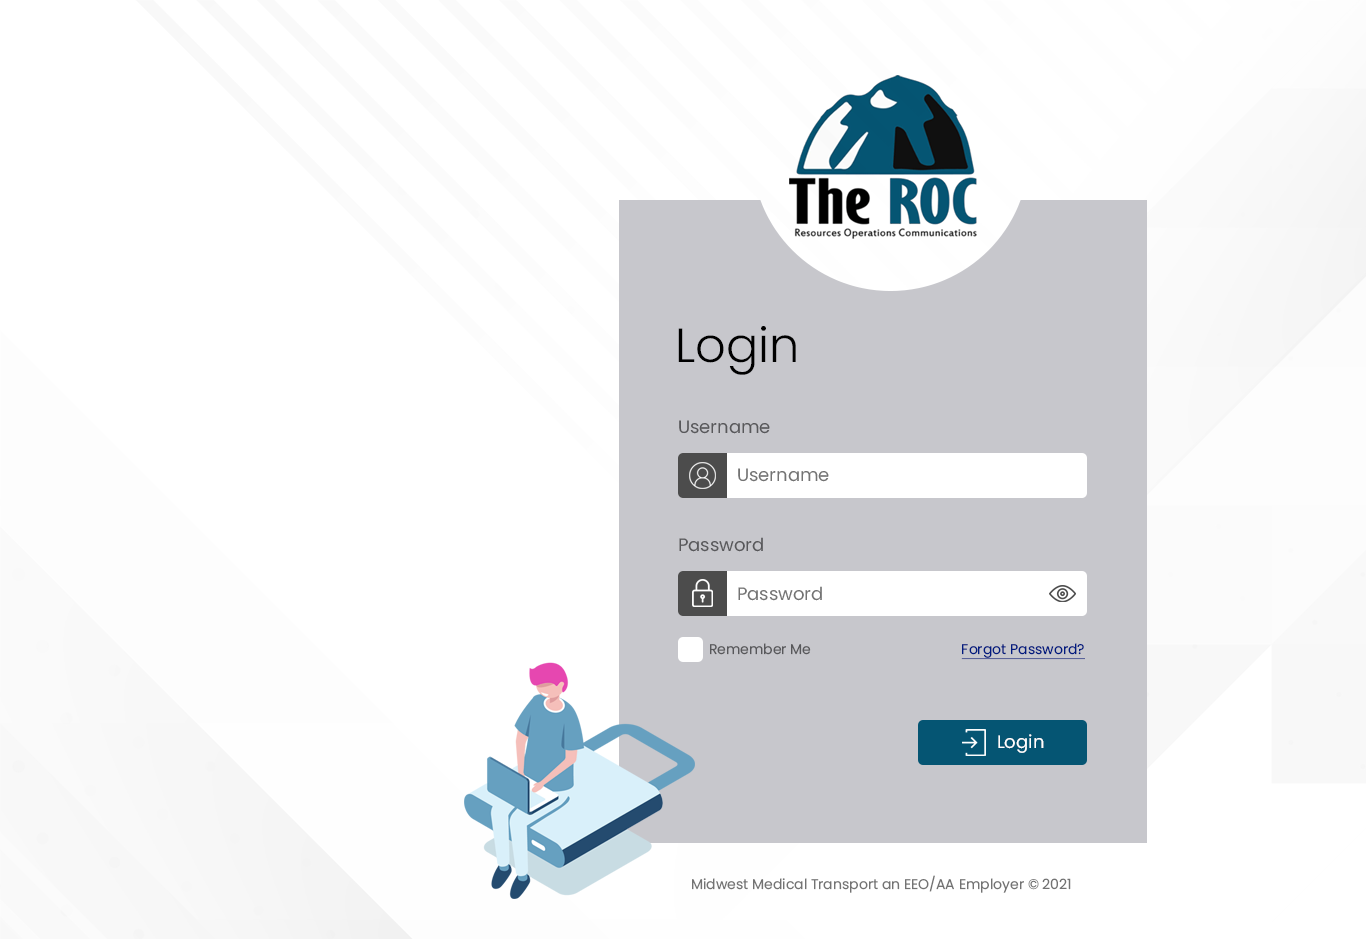 The ROC
Resources Operations Communications
Login
Username
Username
Password
Password
Remember Me
Forgot Password?
Login
Midwest Medical Transport an EEO/AA Employer © 2021